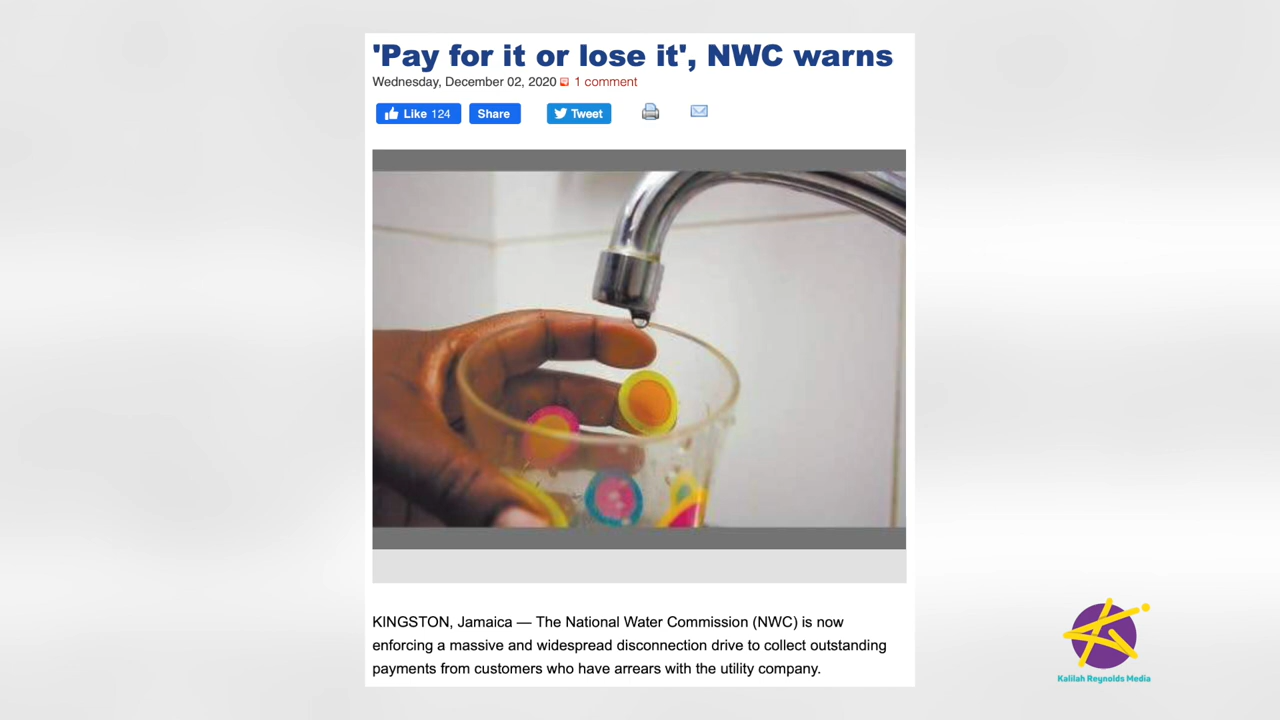 'Pay for it or lose it', NWC warns
Wednesday, December 02, 2020 1 comment
Like 124 Share Tweet
KINGSTON, Jamaica — The National Water Commission (NWC) is now
enforcing a massive and widespread disconnection drive to collect outstanding
payments from customers who have arrears with the utility company.
Kalilah Reynolds Media